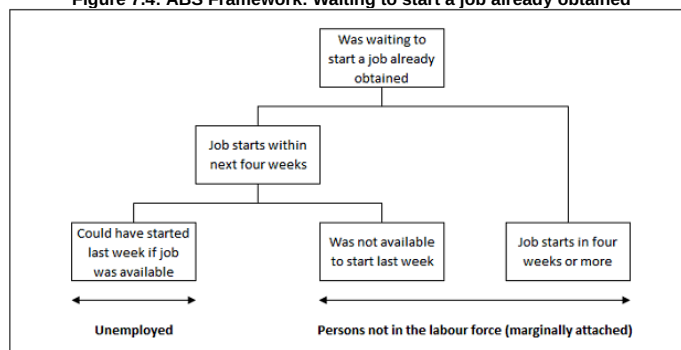 Figure 7.4: ABS Framework: Waiting to start a job already obtained
Was waiting to
start a job already
obtained
Job starts within
next four weeks
Could have started
last week if job
was available
Was not available
to start last week
Job starts in four
weeks or more
Unemployed
Persons not in the labour force (marginally attached)